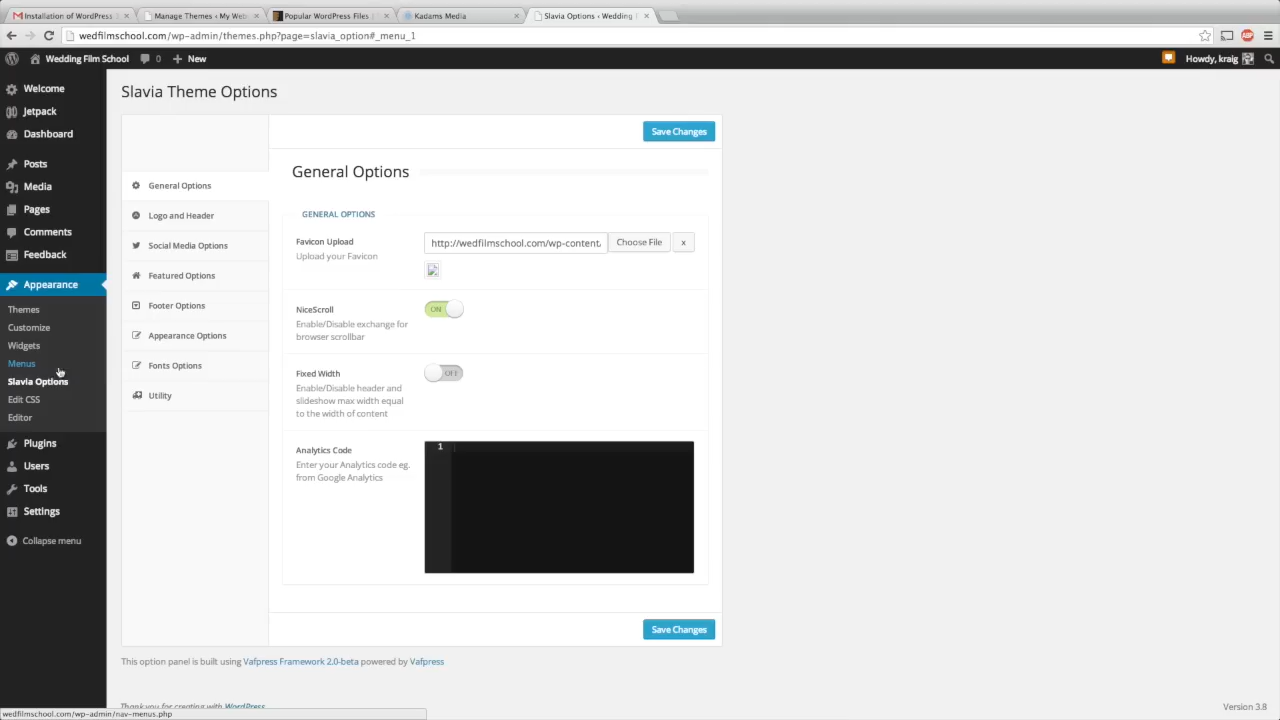 Installation of WordPress
Manage Themes ‹ My Web
Popular WordPress Files |
Kadams Media
Slavia Options ‹ Wedding
wedfilmschool.com/wp-admin/themes.php?page=slavia_option#_menu_1
ABP
Wedding Film School
0
New
Howdy, kraig
Welcome
Jetpack
Dashboard
Posts
Media
Pages
Comments
Feedback
Appearance
Themes
Customize
Widgets
Menus
Slavia Options
Edit CSS
Editor
Plugins
Users
Tools
Settings
Collapse menu
Slavia Theme Options
Save Changes
General Options
Logo and Header
Social Media Options
Featured Options
Footer Options
Appearance Options
Fonts Options
Utility
General Options
GENERAL OPTIONS
Favicon Upload
Upload your Favicon
http://wedfilmschool.com/wp-content/
Choose File
x
NiceScroll
Enable/Disable exchange for
browser scrollbar
ON
Fixed Width
Enable/Disable header and
slideshow max width equal
to the width of content
OFF
Analytics Code
Enter your Analytics code eg.
from Google Analytics
1
Save Changes
This option panel is built using Vafpress Framework 2.0-beta powered by Vafpress
Thank you for creating with WordPress
Version 3.8
wedfilmschool.com/wp-admin/nav-menus.php